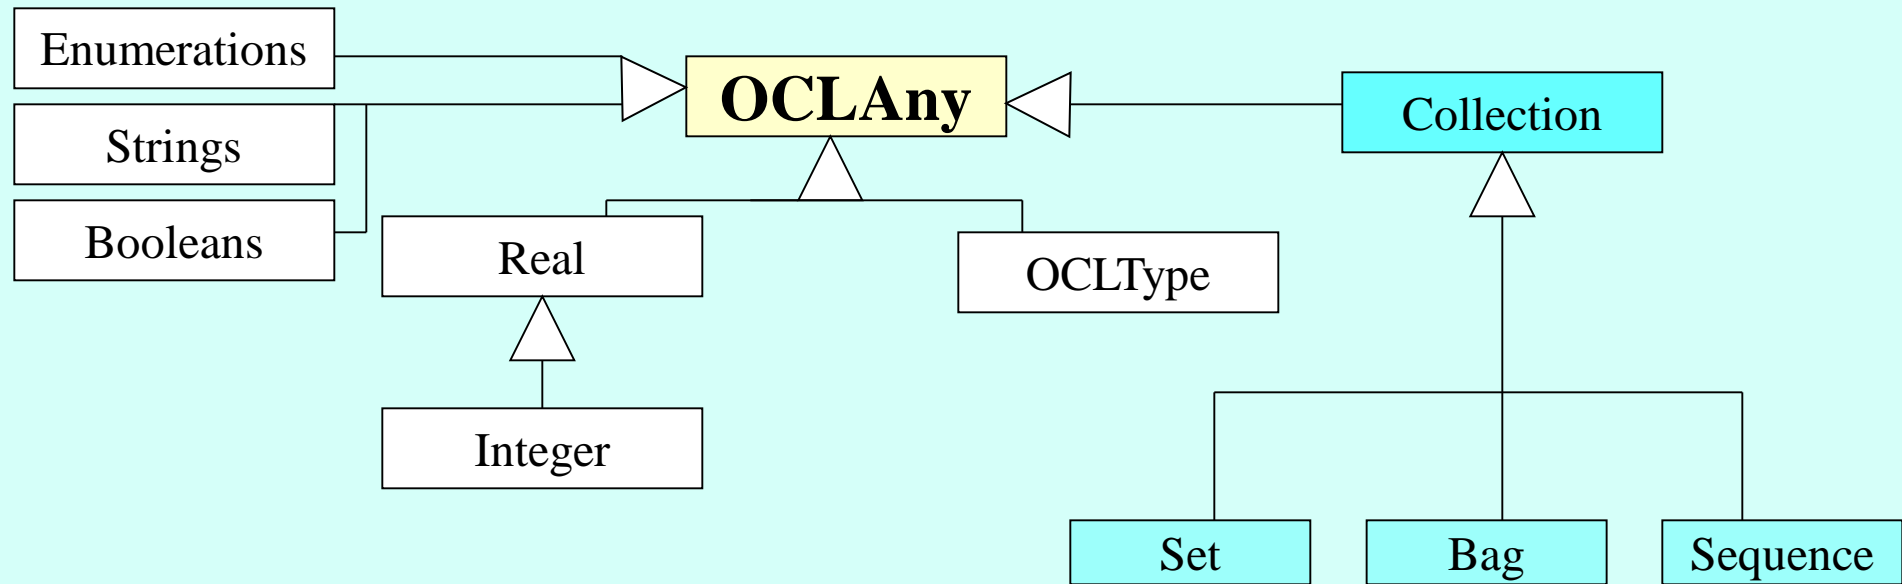 Enumerations
OCLAny
Collection
Strings
Booleans
Real
OCLType
Integer
Set
Bag
Sequence